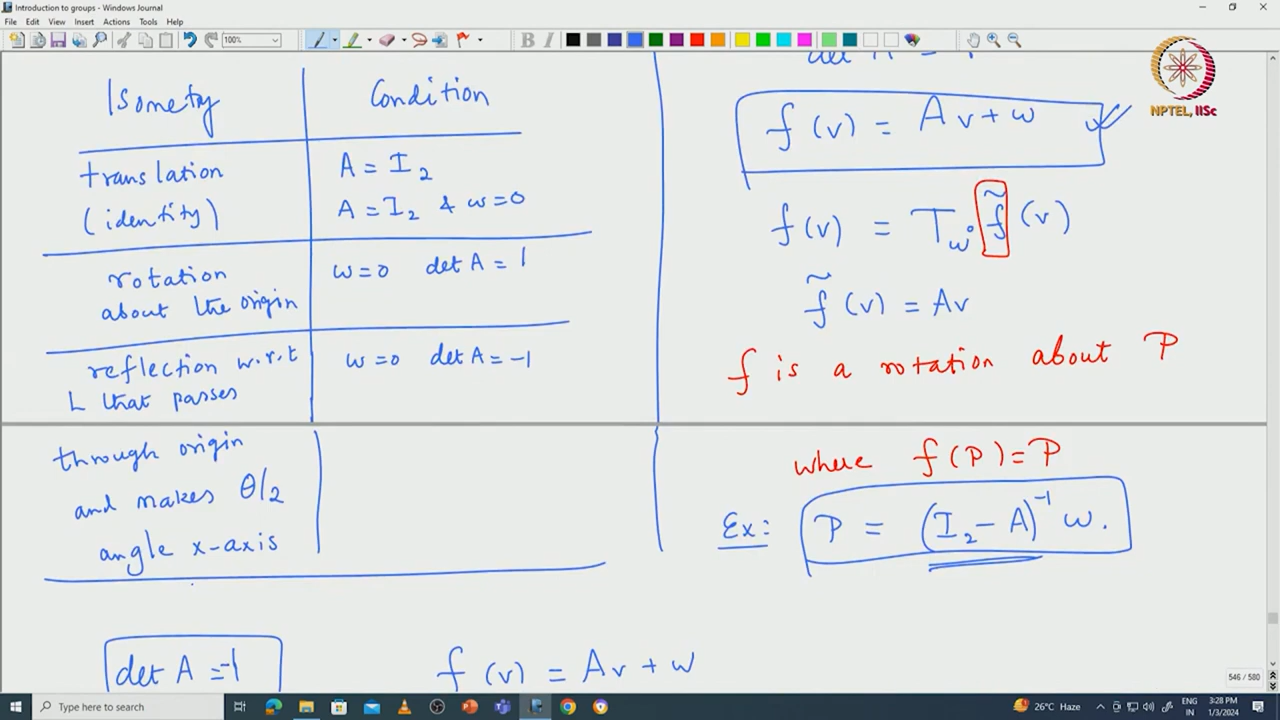 Introduction to groups - Windows Journal
File Edit View Insert Actions Tools Help
100%
B I
NPTEL, IISc
Isometry Condition
translation A = I₂
(identity) A = I₂ & w=0
rotation about the origin w=0 det A = 1
reflection w.r.t L that passes w=0 det A = -1
through origin
and makes θ/2
angle x-axis
det A = -1 f(v) = Av + w
f(v) = Av + w
f(v) = T_w∘f̃(v)
f̃(v) = Av
f is a rotation about P
where f(P) = P
Ex: P = (I₂ - A)⁻¹ w.
546 / 580
Type here to search
26°C Haze
ENG
IN
3:28 PM
1/3/2024